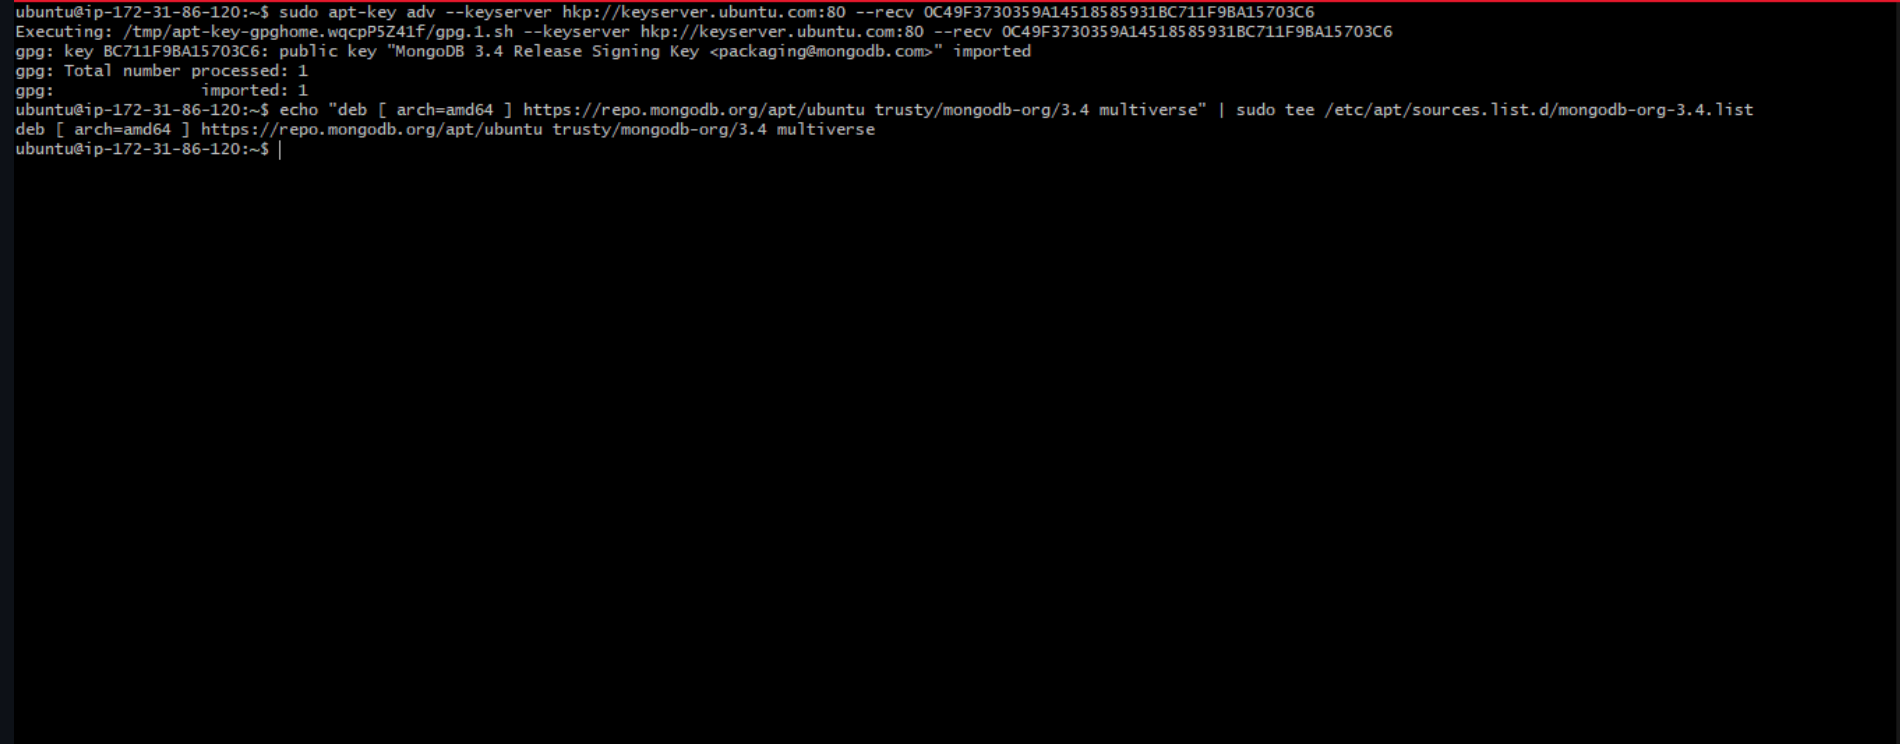 ubuntu@ip-172-31-86-120:~$ sudo apt-key adv --keyserver hkp://keyserver.ubuntu.com:80 --recv 0C49F3730359A14518585931BC711F9BA15703C6
Executing: /tmp/apt-key-gpghome.wqcpP5Z41f/gpg.1.sh --keyserver hkp://keyserver.ubuntu.com:80 --recv 0C49F3730359A14518585931BC711F9BA15703C6
gpg: key BC711F9BA15703C6: public key "MongoDB 3.4 Release Signing Key <packaging@mongodb.com>" imported
gpg: Total number processed: 1
gpg:               imported: 1
ubuntu@ip-172-31-86-120:~$ echo "deb [ arch=amd64 ] https://repo.mongodb.org/apt/ubuntu trusty/mongodb-org/3.4 multiverse" | sudo tee /etc/apt/sources.list.d/mongodb-org-3.4.list
deb [ arch=amd64 ] https://repo.mongodb.org/apt/ubuntu trusty/mongodb-org/3.4 multiverse
ubuntu@ip-172-31-86-120:~$